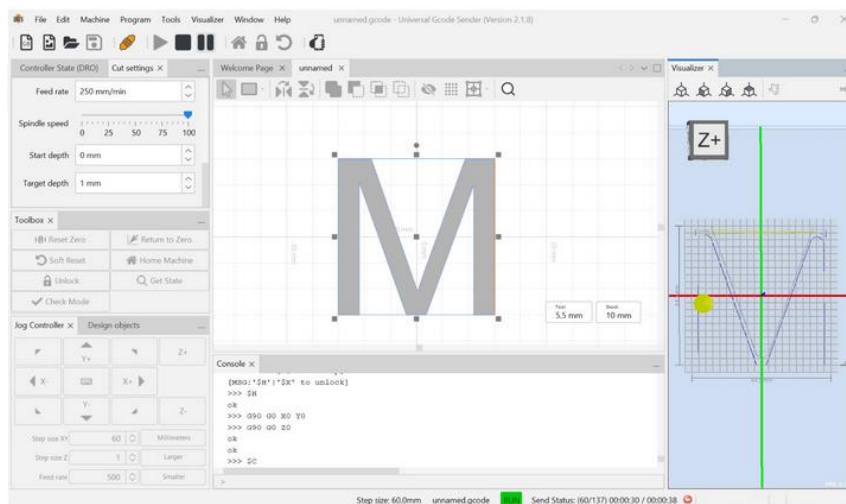 File Edit Machine Program Tools Visualizer Window Help
unnamed.gcode - Universal Gcode Sender (Version 2.1.8)
Controller State (DRO) × Cut settings ×
Feed rate 250 mm/min
Spindle speed
0 25 50 75 100
Start depth 0 mm
Target depth 1 mm
Toolbox ×
Reset Zero Return to Zero
Soft Reset Home Machine
Unlock Get State
Check Mode
Jog Controller × Design objects
Y+ Z+
X- X+
Y- Z-
Step size XY 60 Millimeters
Step size Z 1 Larger
Feed rate 500 Smaller
Welcome Page × unnamed ×
M
5.5 mm 10 mm
Console ×
[MSG:'$H'|'$X' to unlock]
>>> $H
ok
>>> G90 G0 X0 Y0
>>> G90 G0 Z0
ok
ok
>>> $C
>
Visualizer ×
Z+
Step size: 60.0mm unnamed.gcode RUN Send Status: (60/137) 00:00:30 / 00:00:38